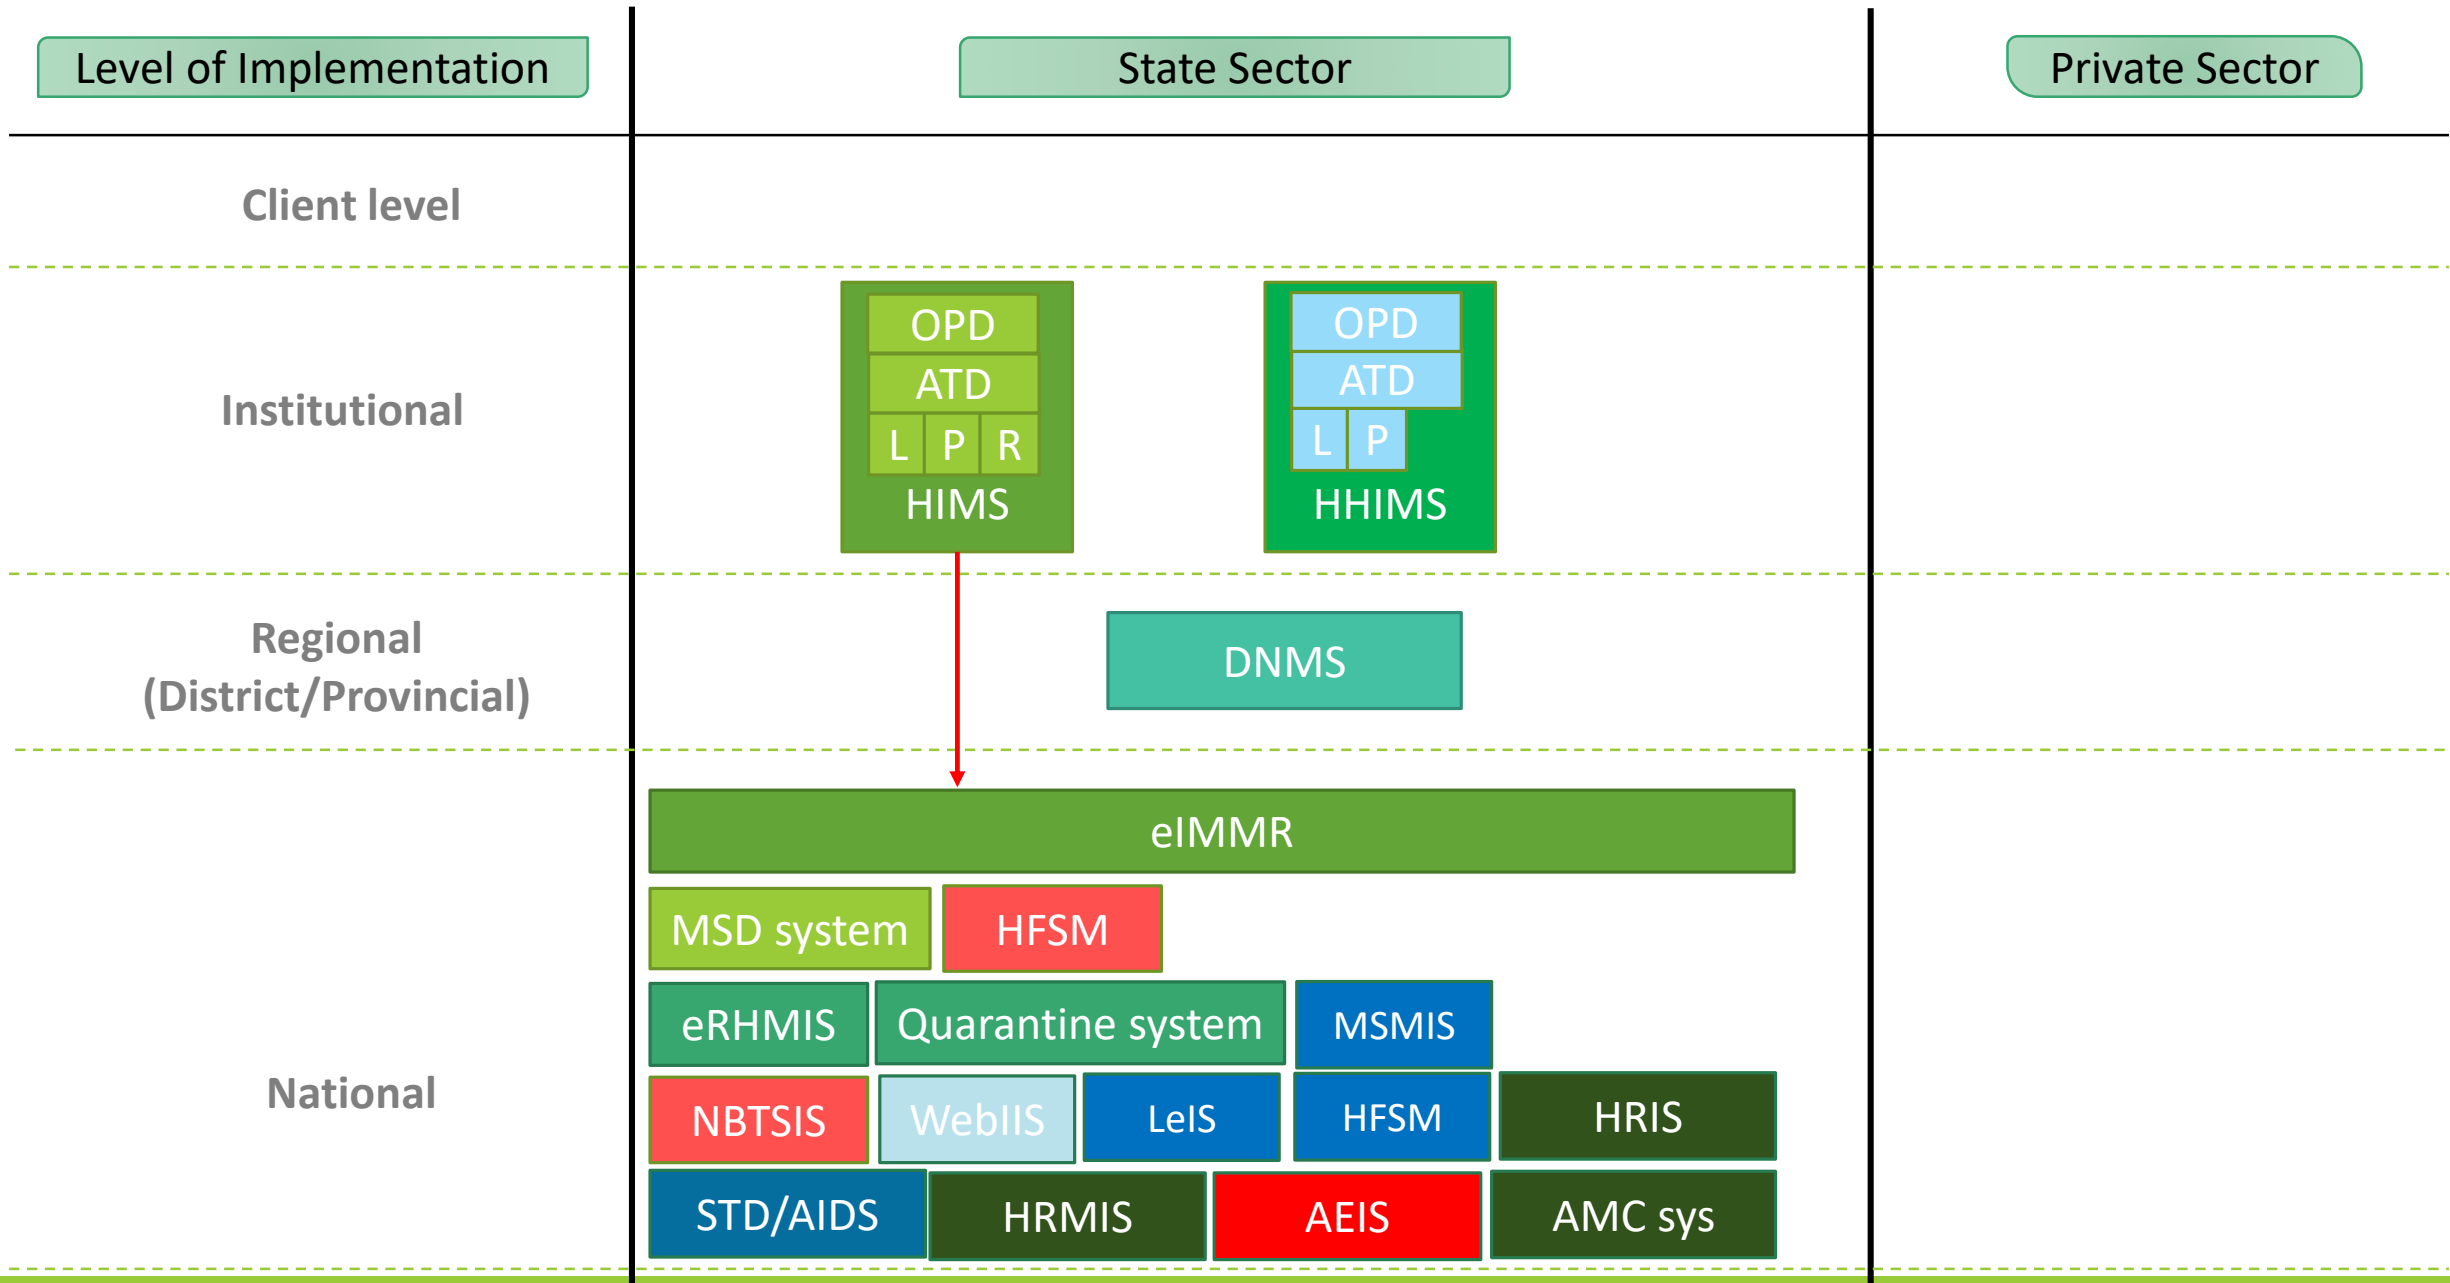 Level of Implementation
State Sector
Private Sector
Client level
Institutional
OPD
ATD
L P R
HIMS
OPD
ATD
L P
HHIMS
Regional
(District/Provincial)
DNMS
National
eIMMR
MSD system
HFSM
eRHMIS
Quarantine system
MSMIS
NBTSIS
WebIIS
LeIS
HFSM
HRIS
STD/AIDS
HRMIS
AEIS
AMC sys